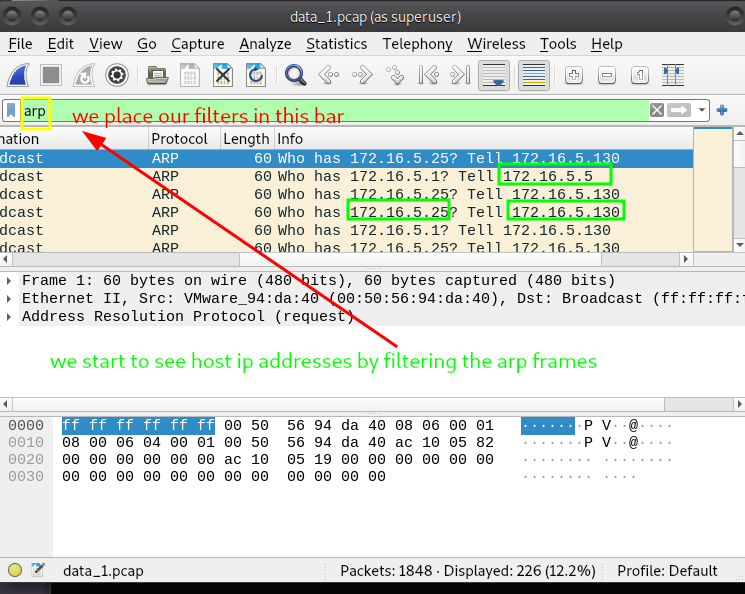 data_1.pcap (as superuser)
File Edit View Go Capture Analyze Statistics Telephony Wireless Tools Help
arp we place our filters in this bar
nation Protocol Length Info
dcast ARP 60 Who has 172.16.5.25? Tell 172.16.5.130
dcast ARP 60 Who has 172.16.5.1? Tell 172.16.5.5
dcast ARP 60 Who has 172.16.5.25? Tell 172.16.5.130
dcast ARP 60 Who has 172.16.5.25? Tell 172.16.5.130
dcast ARP 60 Who has 172.16.5.1? Tell 172.16.5.130
dcast ARP 60 Who has 172.16.5.25? Tell 172.16.5.130
Frame 1: 60 bytes on wire (480 bits), 60 bytes captured (480 bits)
Ethernet II, Src: VMware_94:da:40 (00:50:56:94:da:40), Dst: Broadcast (ff:ff:ff:f
Address Resolution Protocol (request)
we start to see host ip addresses by filtering the arp frames
0000 ff ff ff ff ff ff 00 50 56 94 da 40 08 06 00 01 ·······P V··@····
0010 08 00 06 04 00 01 00 50 56 94 da 40 ac 10 05 82 ·······P V··@····
0020 00 00 00 00 00 00 ac 10 05 19 00 00 00 00 00 00 ········ ········
0030 00 00 00 00 00 00 00 00 00 00 00 00 ········ ····
data_1.pcap Packets: 1848 · Displayed: 226 (12.2%) Profile: Default